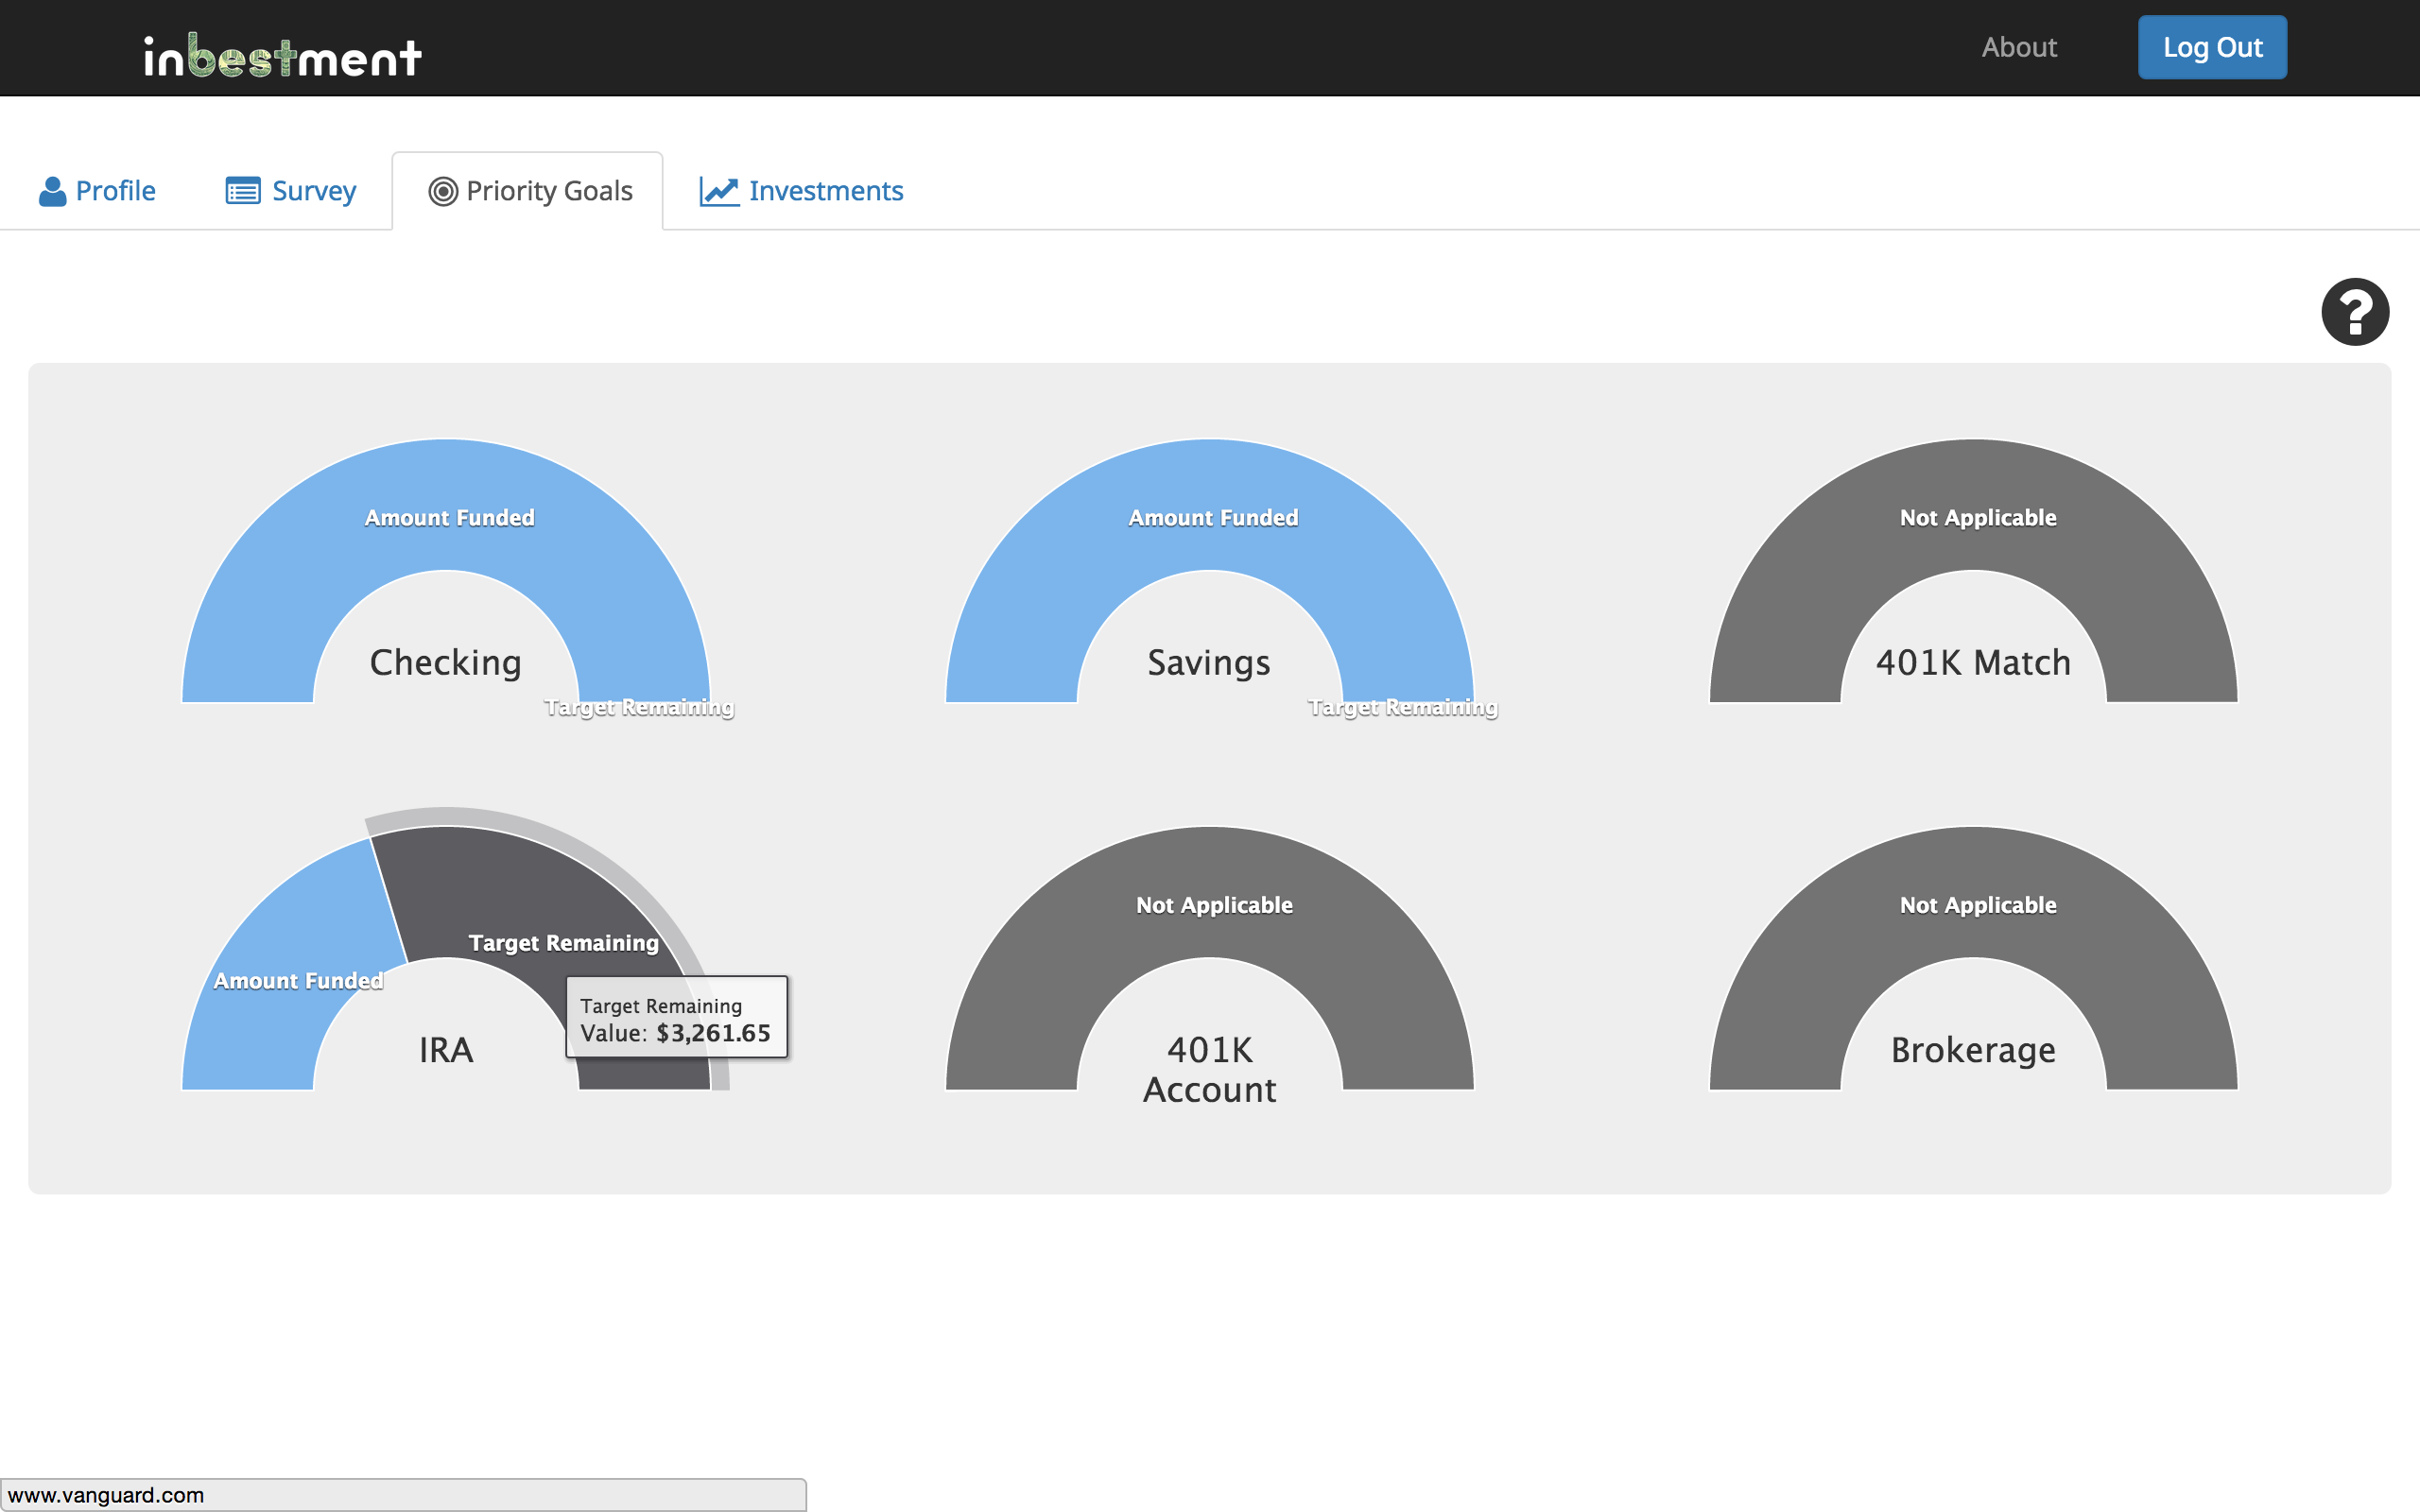 inbestment
About
Log Out
Profile
Survey
Priority Goals
Investments
?
Amount Funded
Checking
Target Remaining
Amount Funded
Savings
Target Remaining
Not Applicable
401K Match
Amount Funded
Target Remaining
IRA
Target Remaining
Value: $3,261.65
Not Applicable
401K
Account
Not Applicable
Brokerage
www.vanguard.com